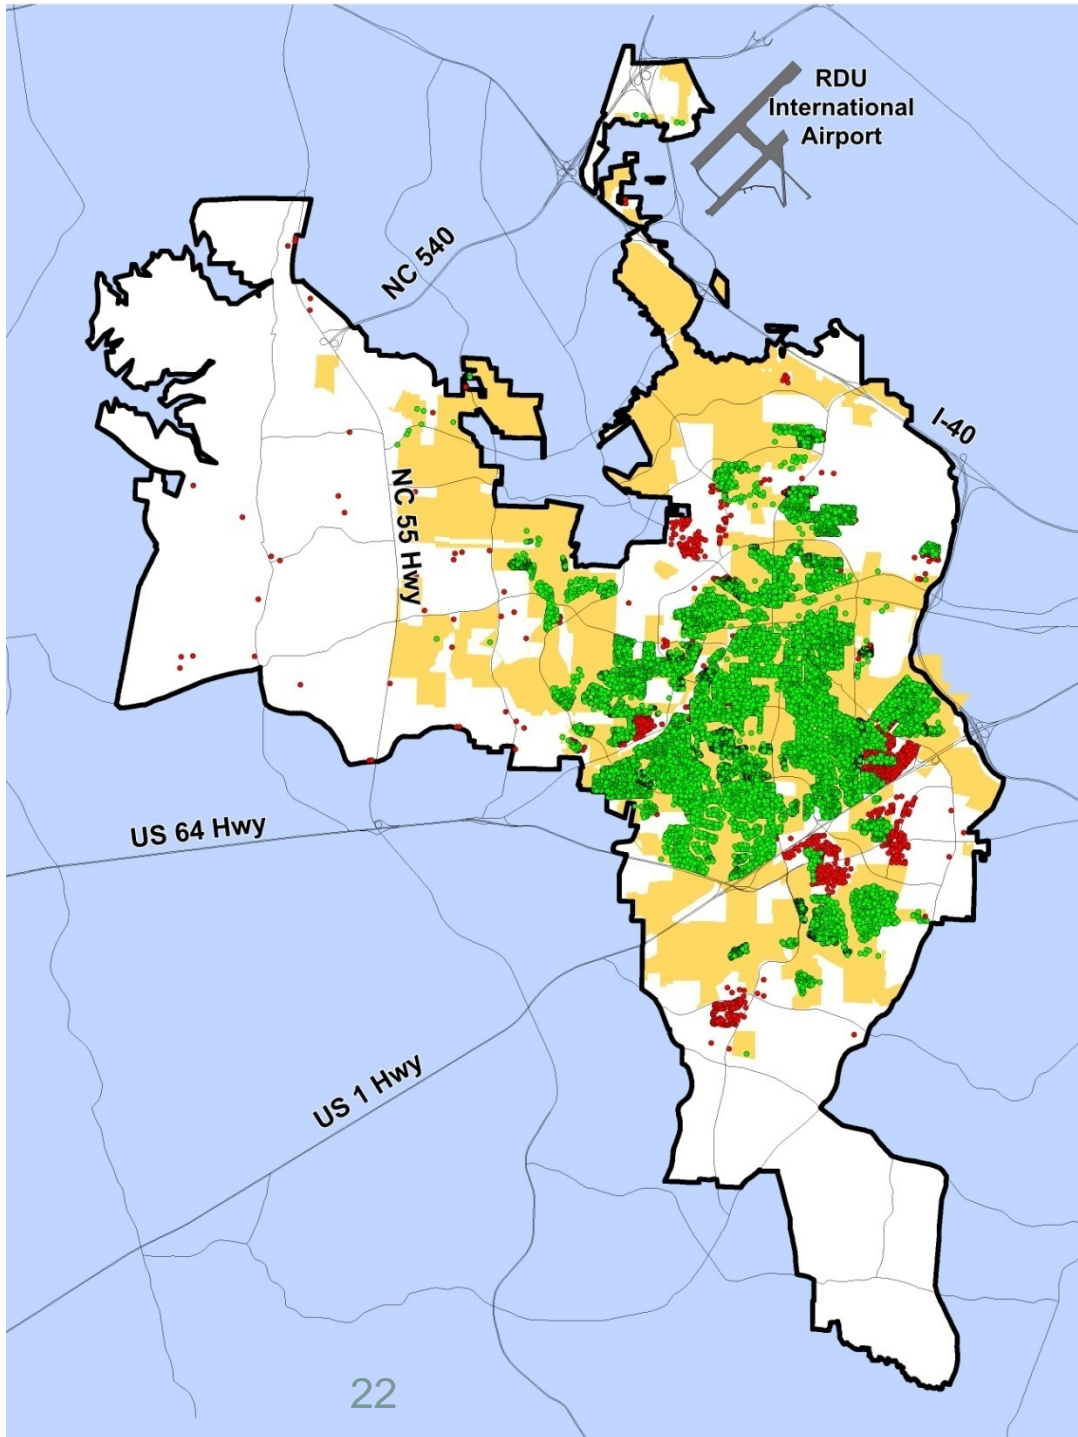 RDU
International
Airport
NC 540
I-40
NC 55 Hwy
US 64 Hwy
US 1 Hwy
22